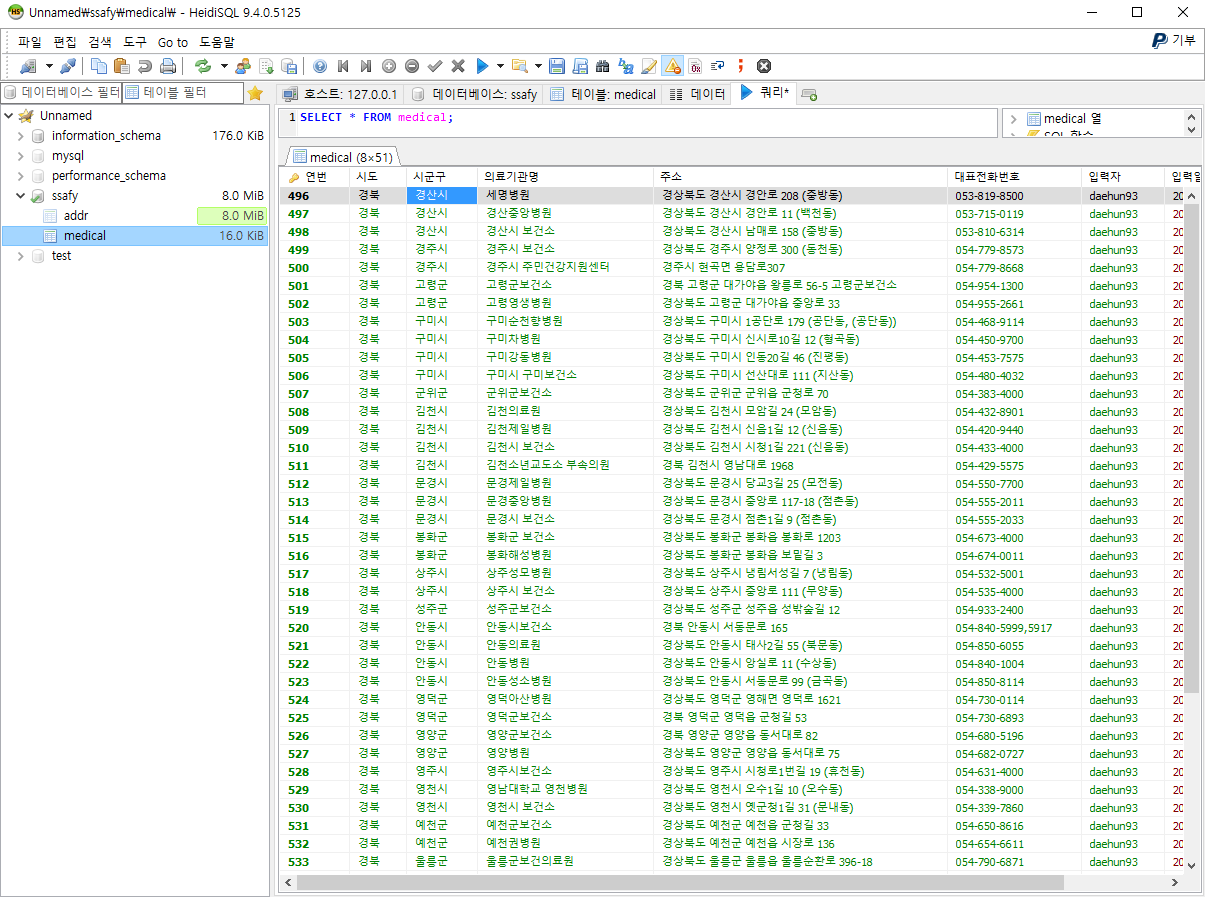 Unnamed\ssafy\medical\ - HeidiSQL 9.4.0.5125
파일 편집 검색 도구 Go to 도움말 기부
데이터베이스 필터 테이블 필터 호스트: 127.0.0.1 데이터베이스: ssafy 테이블: medical 데이터 쿼리*
Unnamed
information_schema 176.0 KiB
mysql
performance_schema
ssafy 8.0 MiB
addr 8.0 MiB
medical 16.0 KiB
test
1 SELECT * FROM medical;
medical 열
SQL 함수
medical (8×51)
연번 시도 시군구 의료기관명 주소 대표전화번호 입력자 입력일
496 경북 경산시 세명병원 경상북도 경산시 경안로 208 (중방동) 053-819-8500 daehun93 20
497 경북 경산시 경산중앙병원 경상북도 경산시 경안로 11 (백천동) 053-715-0119 daehun93 20
498 경북 경산시 경산시 보건소 경상북도 경산시 남매로 158 (중방동) 053-810-6314 daehun93 20
499 경북 경주시 경주시 보건소 경상북도 경주시 양정로 300 (동천동) 054-779-8573 daehun93 20
500 경북 경주시 경주시 주민건강지원센터 경주시 현곡면 용담로307 054-779-8668 daehun93 20
501 경북 고령군 고령군보건소 경북 고령군 대가야읍 왕릉로 56-5 고령군보건소 054-954-1300 daehun93 20
502 경북 고령군 고령영생병원 경상북도 고령군 대가야읍 중앙로 33 054-955-2661 daehun93 20
503 경북 구미시 구미순천향병원 경상북도 구미시 1공단로 179 (공단동, (공단동)) 054-468-9114 daehun93 20
504 경북 구미시 구미차병원 경상북도 구미시 신시로10길 12 (형곡동) 054-450-9700 daehun93 20
505 경북 구미시 구미강동병원 경상북도 구미시 인동20길 46 (진평동) 054-453-7575 daehun93 20
506 경북 구미시 구미시 구미보건소 경상북도 구미시 선산대로 111 (지산동) 054-480-4032 daehun93 20
507 경북 군위군 군위군보건소 경상북도 군위군 군위읍 군청로 70 054-383-4000 daehun93 20
508 경북 김천시 김천의료원 경상북도 김천시 모암길 24 (모암동) 054-432-8901 daehun93 20
509 경북 김천시 김천제일병원 경상북도 김천시 신음1길 12 (신음동) 054-420-9440 daehun93 20
510 경북 김천시 김천시 보건소 경상북도 김천시 시청1길 221 (신음동) 054-433-4000 daehun93 20
511 경북 김천시 김천소년교도소 부속의원 경북 김천시 영남대로 1968 054-429-5575 daehun93 20
512 경북 문경시 문경제일병원 경상북도 문경시 당교3길 25 (모전동) 054-550-7700 daehun93 20
513 경북 문경시 문경중앙병원 경상북도 문경시 중앙로 117-18 (점촌동) 054-555-2011 daehun93 20
514 경북 문경시 문경시 보건소 경상북도 문경시 점촌1길 9 (점촌동) 054-555-2033 daehun93 20
515 경북 봉화군 봉화군 보건소 경상북도 봉화군 봉화읍 봉화로 1203 054-673-4000 daehun93 20
516 경북 봉화군 봉화해성병원 경상북도 봉화군 봉화읍 보밑길 3 054-674-0011 daehun93 20
517 경북 상주시 상주성모병원 경상북도 상주시 냉림서성길 7 (냉림동) 054-532-5001 daehun93 20
518 경북 상주시 상주시 보건소 경상북도 상주시 중앙로 111 (무양동) 054-535-4000 daehun93 20
519 경북 성주군 성주군보건소 경상북도 성주군 성주읍 성밖숲길 12 054-933-2400 daehun93 20
520 경북 안동시 안동시보건소 경북 안동시 서동문로 165 054-840-5999,5917 daehun93 20
521 경북 안동시 안동의료원 경상북도 안동시 태사2길 55 (북문동) 054-850-6055 daehun93 20
522 경북 안동시 안동병원 경상북도 안동시 앙실로 11 (수상동) 054-840-1004 daehun93 20
523 경북 안동시 안동성소병원 경상북도 안동시 서동문로 99 (금곡동) 054-850-8114 daehun93 20
524 경북 영덕군 영덕아산병원 경상북도 영덕군 영해면 영덕로 1621 054-730-0114 daehun93 20
525 경북 영덕군 영덕군보건소 경북 영덕군 영덕읍 군청길 53 054-730-6893 daehun93 20
526 경북 영양군 영양군보건소 경북 영양군 영양읍 동서대로 82 054-680-5196 daehun93 20
527 경북 영양군 영양병원 경상북도 영양군 영양읍 동서대로 75 054-682-0727 daehun93 20
528 경북 영주시 영주시보건소 경상북도 영주시 시청로1번길 19 (휴천동) 054-631-4000 daehun93 20
529 경북 영천시 영남대학교 영천병원 경상북도 영천시 오수1길 10 (오수동) 054-338-9000 daehun93 20
530 경북 영천시 영천시 보건소 경상북도 영천시 옛군청1길 31 (문내동) 054-339-7860 daehun93 20
531 경북 예천군 예천군보건소 경상북도 예천군 예천읍 군청길 33 054-650-8616 daehun93 20
532 경북 예천군 예천권병원 경상북도 예천군 예천읍 시장로 136 054-654-6611 daehun93 20
533 경북 울릉군 울릉군보건의료원 경상북도 울릉군 울릉읍 울릉순환로 396-18 054-790-6871 daehun93 20